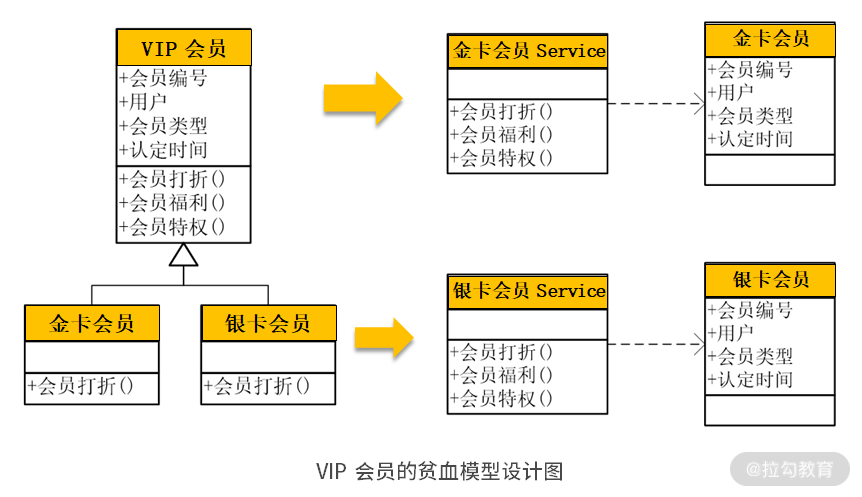 VIP 会员
+会员编号
+用户
+会员类型
+认定时间
+会员打折()
+会员福利()
+会员特权()
金卡会员
+会员打折()
银卡会员
+会员打折()
金卡会员 Service
+会员打折()
+会员福利()
+会员特权()
金卡会员
+会员编号
+用户
+会员类型
+认定时间
银卡会员 Service
+会员打折()
+会员福利()
+会员特权()
银卡会员
+会员编号
+用户
+会员类型
+认定时间
VIP 会员的贫血模型设计图
@拉勾教育